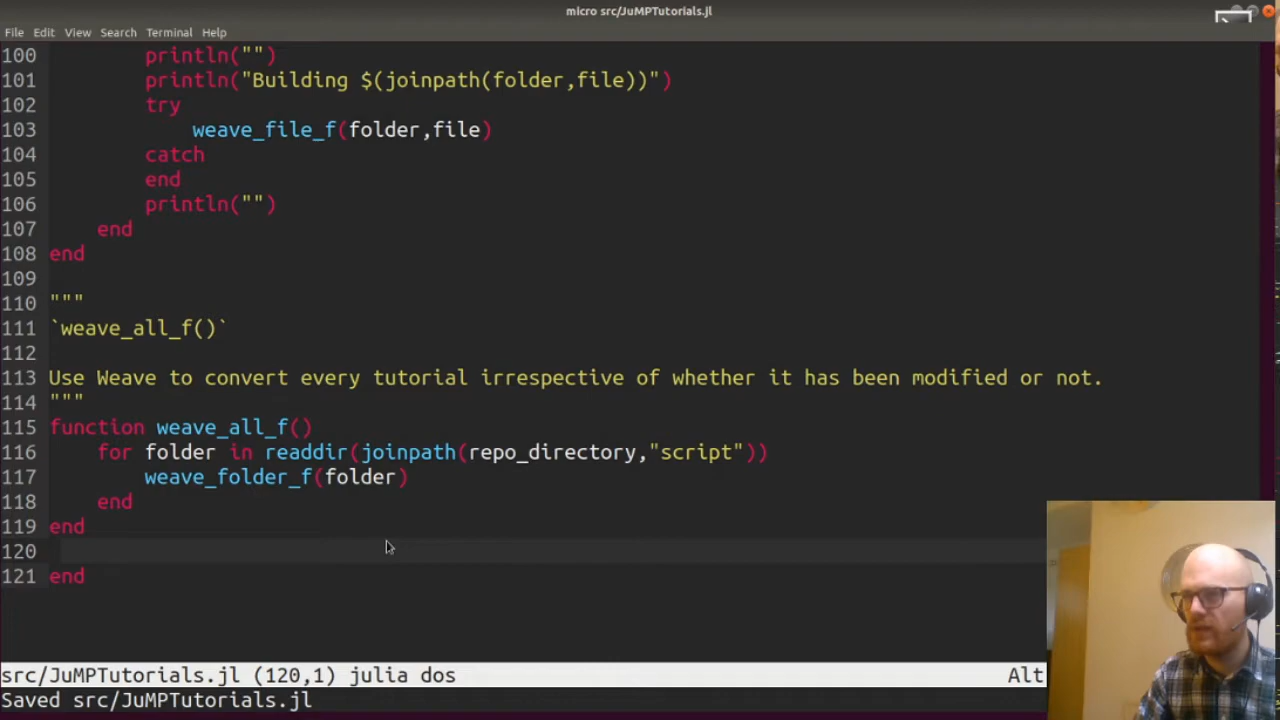 micro src/JuMPTutorials.jl
File Edit View Search Terminal Help
100 println("")
101 println("Building $(joinpath(folder,file))")
102 try
103 weave_file_f(folder,file)
104 catch
105 end
106 println("")
107 end
108 end
109
110 """
111 `weave_all_f()`
112
113 Use Weave to convert every tutorial irrespective of whether it has been modified or not.
114 """
115 function weave_all_f()
116 for folder in readdir(joinpath(repo_directory,"script"))
117 weave_folder_f(folder)
118 end
119 end
120
121 end
src/JuMPTutorials.jl (120,1) julia dos Alt
Saved src/JuMPTutorials.jl